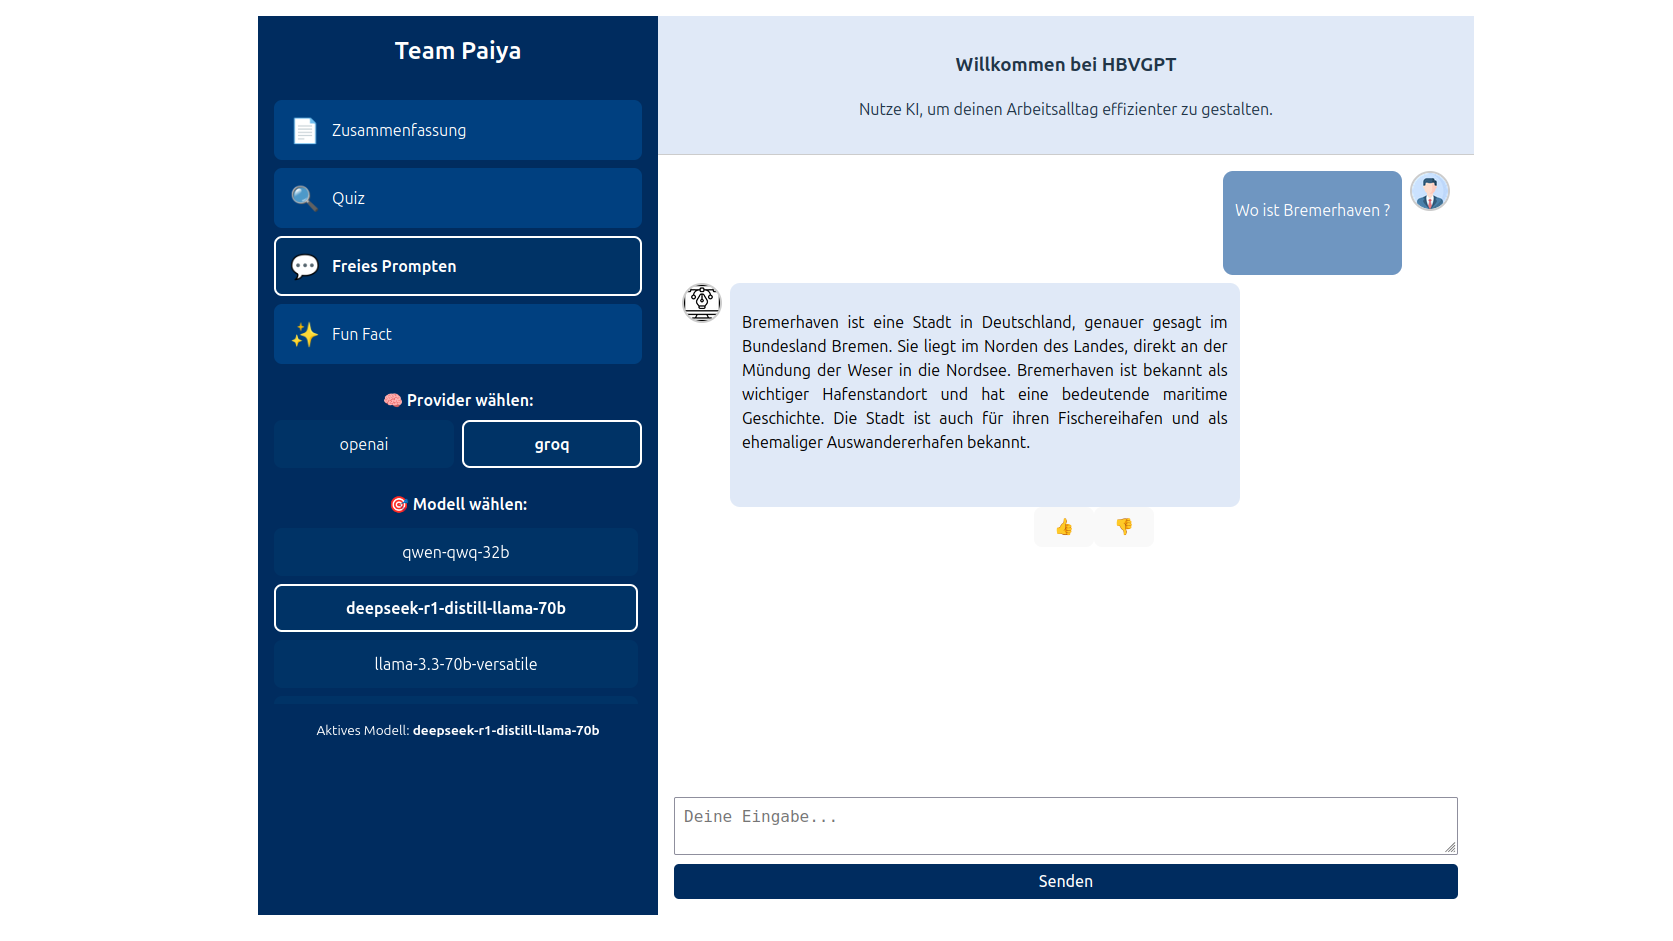 Team Paiya
Zusammenfassung
Quiz
Freies Prompten
Fun Fact
Provider wählen:
openai
groq
Modell wählen:
qwen-qwq-32b
deepseek-r1-distill-llama-70b
llama-3.3-70b-versatile
Aktives Modell: deepseek-r1-distill-llama-70b
Willkommen bei HBVGPT
Nutze KI, um deinen Arbeitsalltag effizienter zu gestalten.
Wo ist Bremerhaven ?
Bremerhaven ist eine Stadt in Deutschland, genauer gesagt im
Bundesland Bremen. Sie liegt im Norden des Landes, direkt an der
Mündung der Weser in die Nordsee. Bremerhaven ist bekannt als
wichtiger Hafenstandort und hat eine bedeutende maritime
Geschichte. Die Stadt ist auch für ihren Fischereihafen und als
ehemaliger Auswandererhafen bekannt.
Deine Eingabe...
Senden